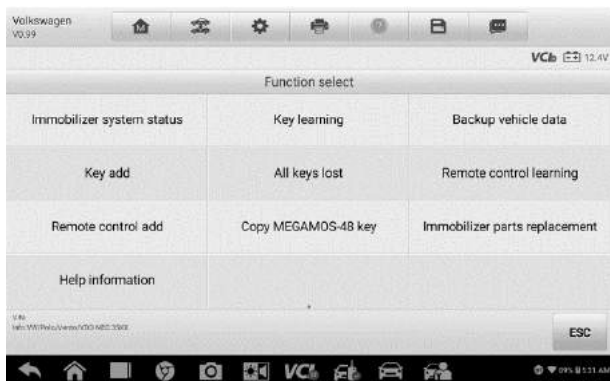 Volkswagen
V0.99
VCI 12.4V
Function select
Immobilizer system status
Key learning
Backup vehicle data
Key add
All keys lost
Remote control learning
Remote control add
Copy MEGAMOS-48 key
Immobilizer parts replacement
Help information
ESC
VCI